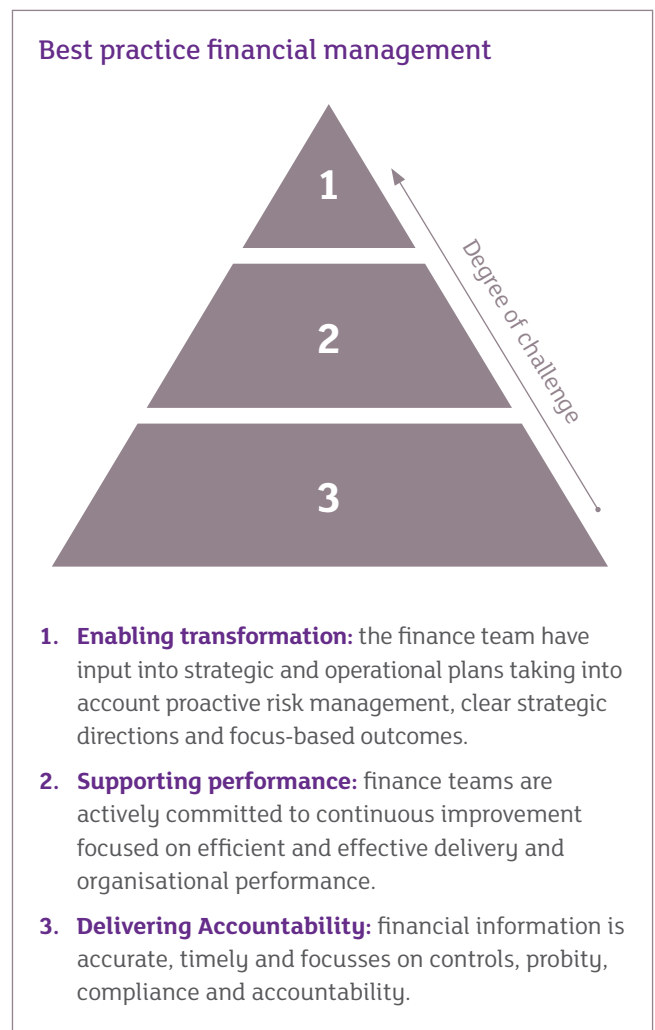 Best practice financial management
1
Degree of challenge
2
3
1. Enabling transformation: the finance team have
input into strategic and operational plans taking into
account proactive risk management, clear strategic
directions and focus-based outcomes.
2. Supporting performance: finance teams are
actively committed to continuous improvement
focused on efficient and effective delivery and
organisational performance.
3. Delivering Accountability: financial information is
accurate, timely and focusses on controls, probity,
compliance and accountability.